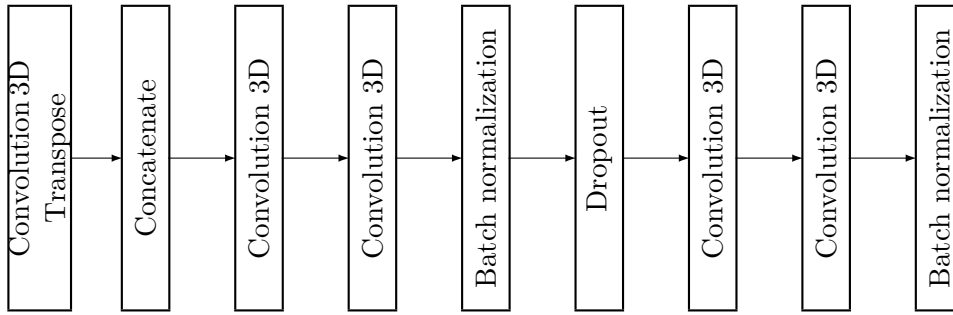 Convolution 3D
Transpose
Concatenate
Convolution 3D
Convolution 3D
Batch normalization
Dropout
Convolution 3D
Convolution 3D
Batch normalization